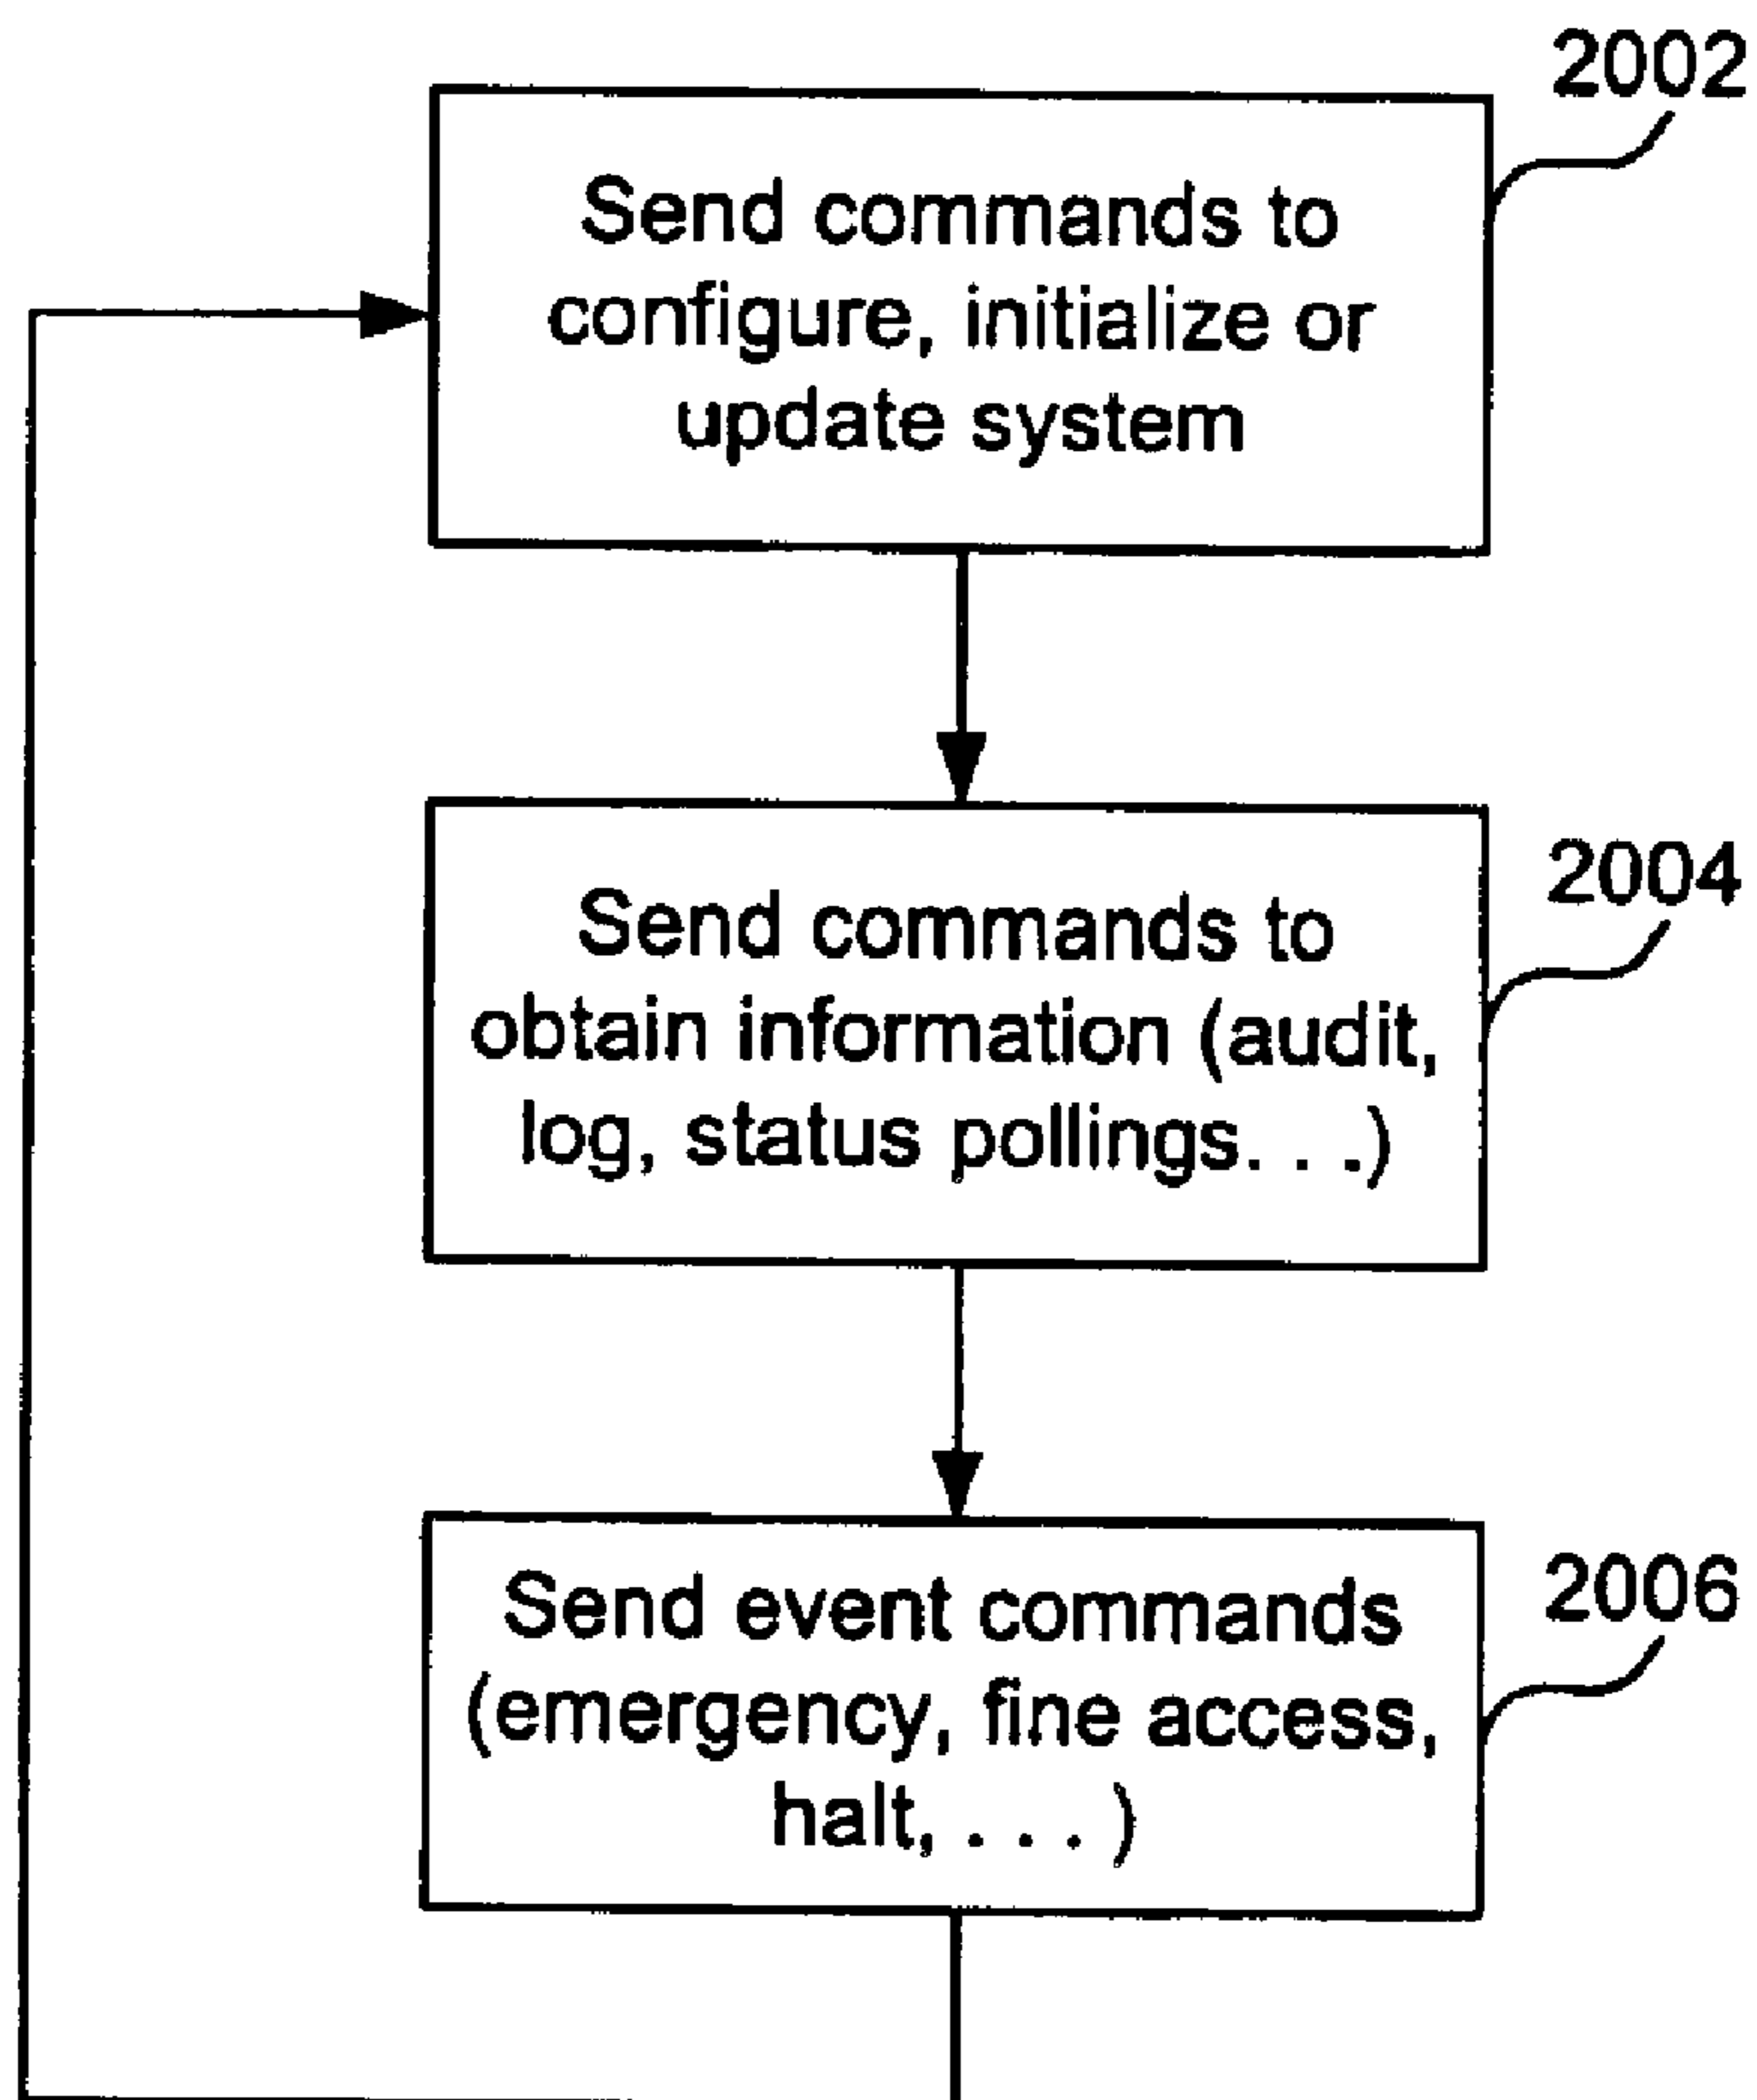 2002
Send commands to
configure, initialize or
update system
2004
Send commands to
obtain information (audit,
log, status pollings. . .)
2006
Send event commands
(emergency, fine access,
halt, . . . )